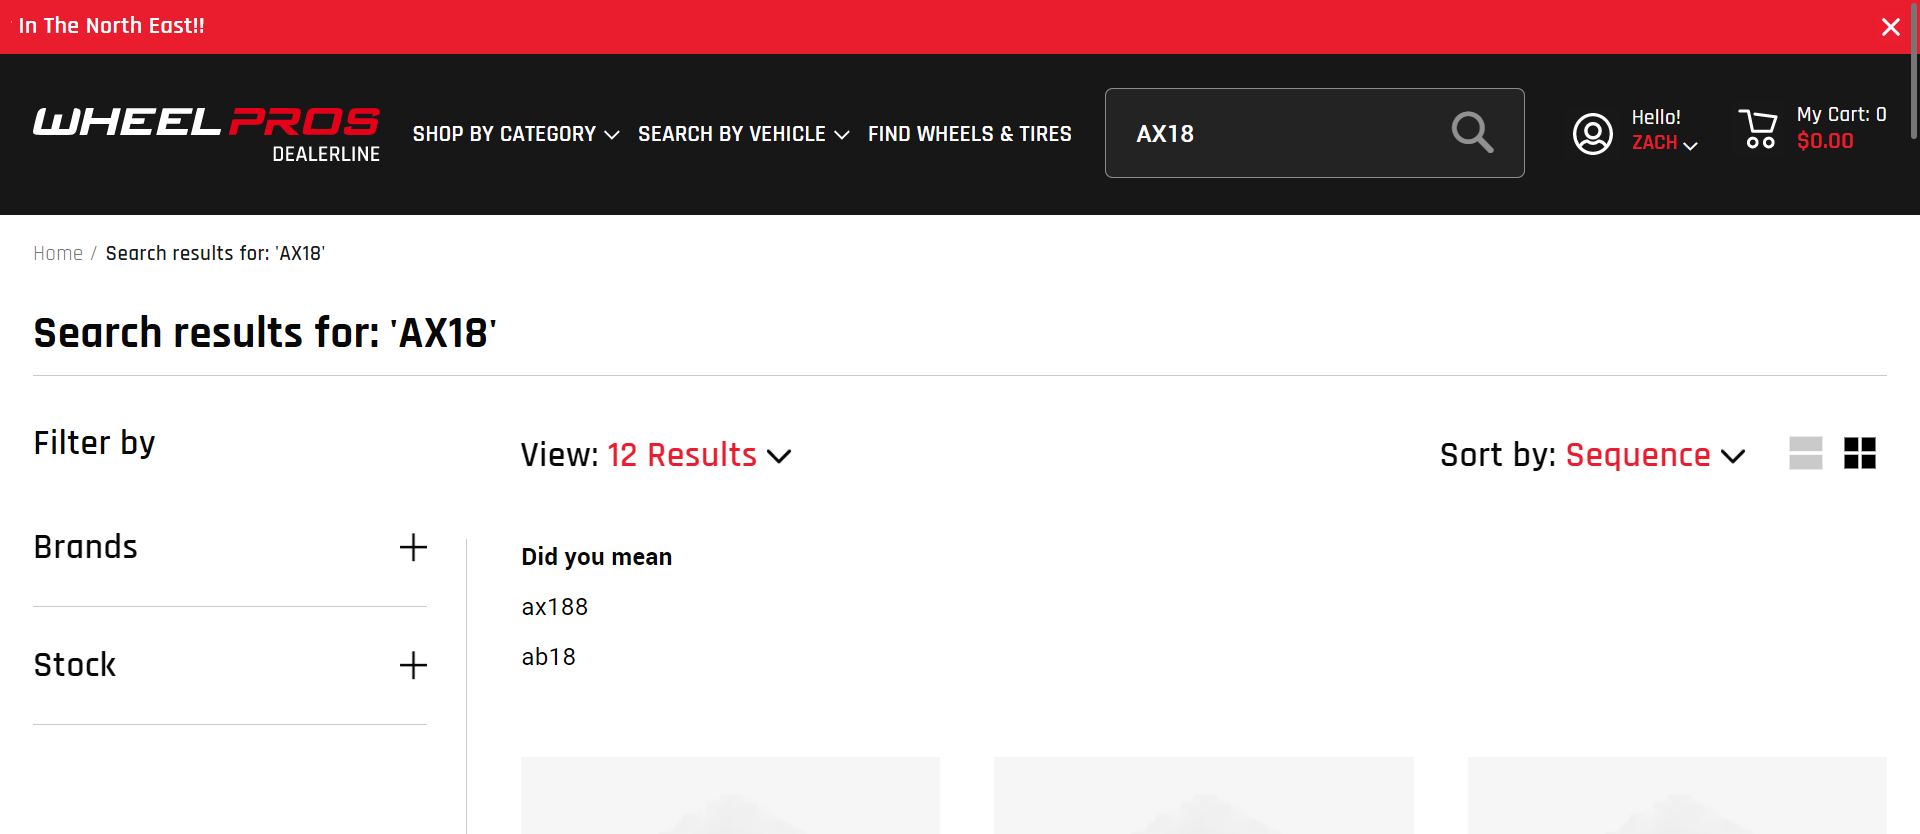 In The North East!!
WHEEL PROS
DEALERLINE
SHOP BY CATEGORY
SEARCH BY VEHICLE
FIND WHEELS & TIRES
AX18
Hello!
ZACH
My Cart: 0
$0.00
Home / Search results for: 'AX18'
Search results for: 'AX18'
Filter by
View: 12 Results
Sort by: Sequence
Brands
Stock
Did you mean
ax188
ab18